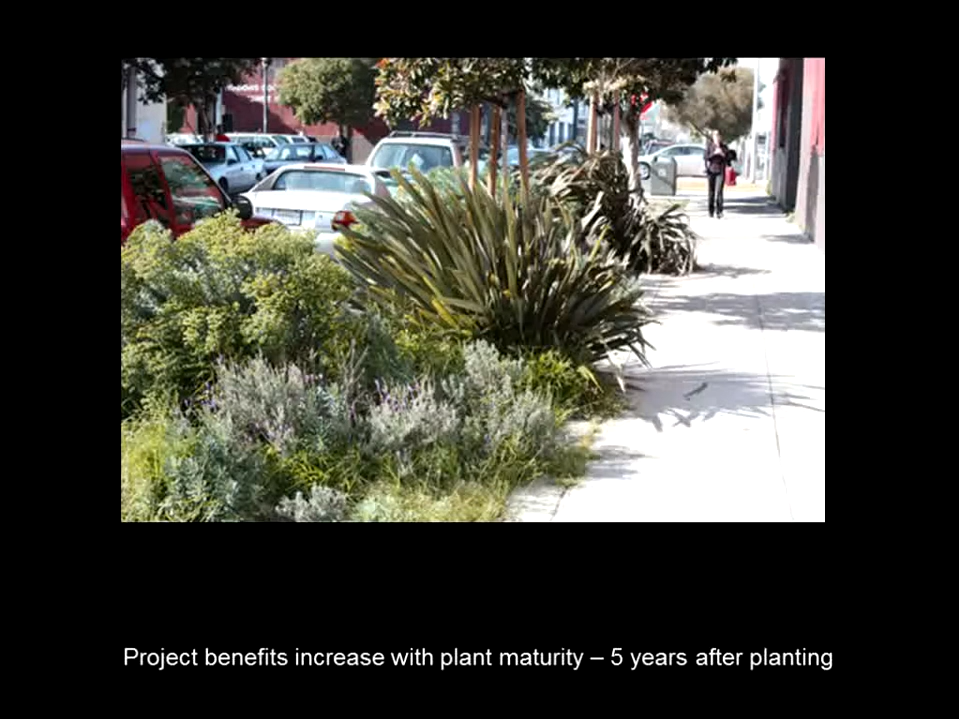 Project benefits increase with plant maturity – 5 years after planting